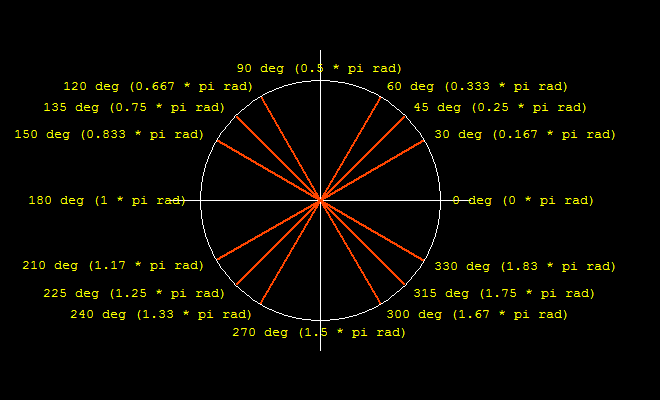 90 deg (0.5 * pi rad)
120 deg (0.667 * pi rad)
60 deg (0.333 * pi rad)
135 deg (0.75 * pi rad)
45 deg (0.25 * pi rad)
150 deg (0.833 * pi rad)
30 deg (0.167 * pi rad)
180 deg (1 * pi rad)
0 deg (0 * pi rad)
210 deg (1.17 * pi rad)
330 deg (1.83 * pi rad)
225 deg (1.25 * pi rad)
315 deg (1.75 * pi rad)
240 deg (1.33 * pi rad)
300 deg (1.67 * pi rad)
270 deg (1.5 * pi rad)